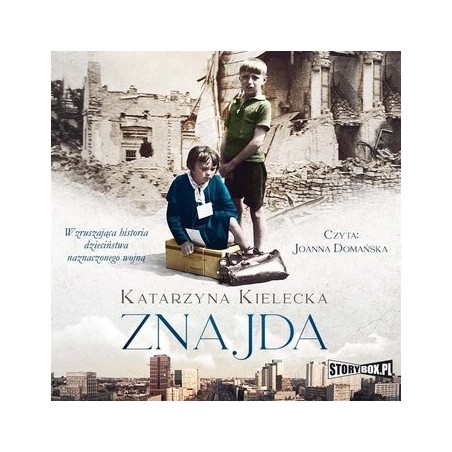 Wzruszająca historia
dzieciństwa
naznaczonego wojną
Czyta:
Joanna Domańska
Katarzyna Kielecka
ZNAJDA
STORYBOX.PL